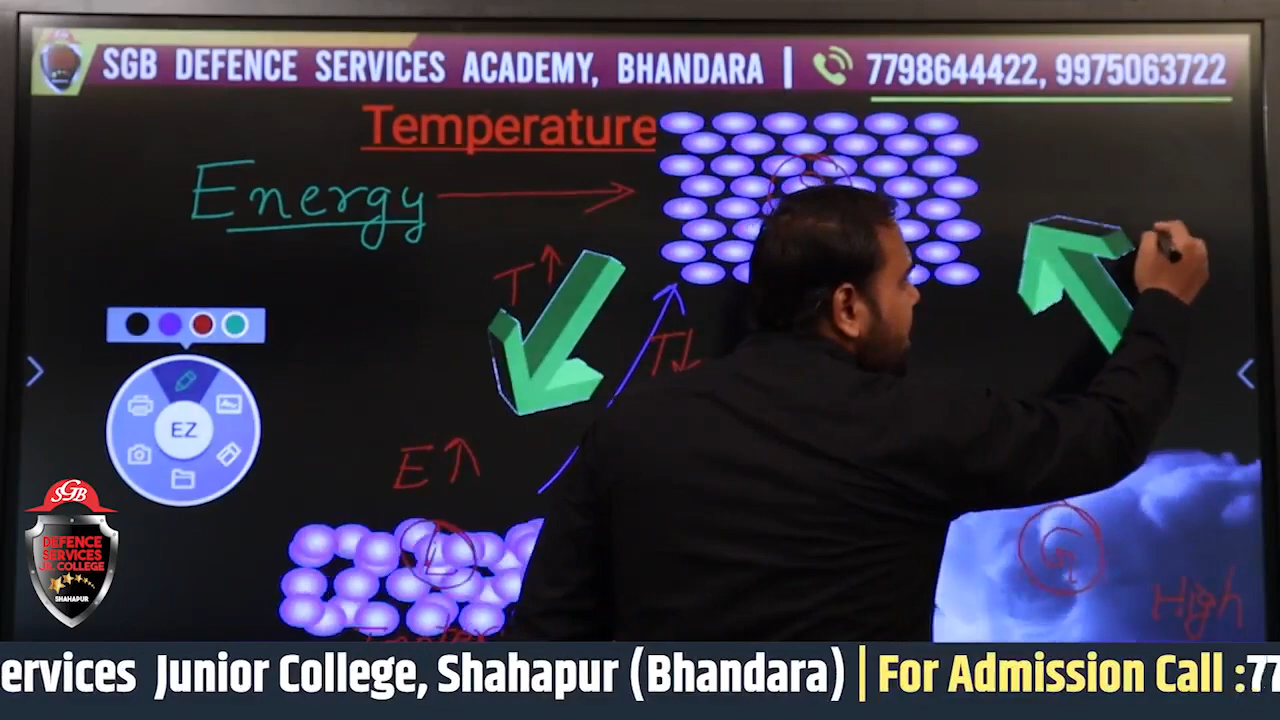 SGB DEFENCE SERVICES ACADEMY, BHANDARA | 7798644422, 9975063722
Temperature
Energy
T↑
T↓
E↑
EZ
L
G
High
SGB
DEFENCE
SERVICES
JR. COLLEGE
SHAHAPUR
ervices Junior College, Shahapur (Bhandara) | For Admission Call :77